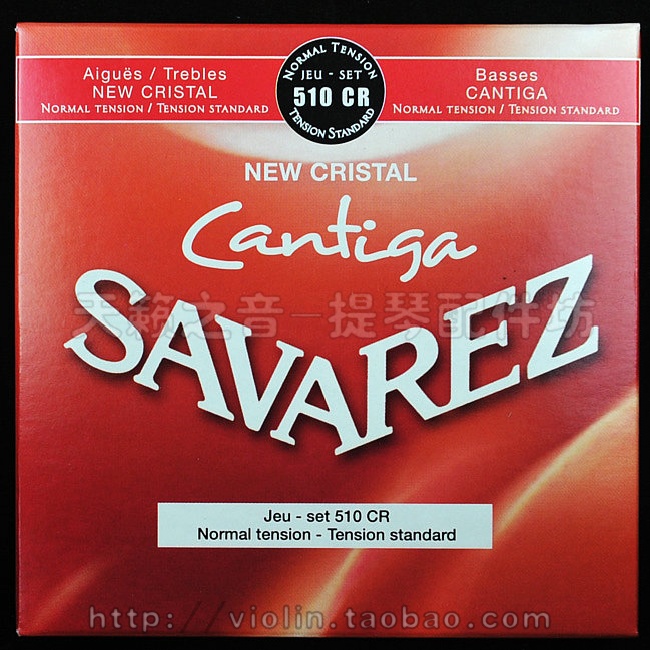 NORMAL TENSION
JEU - SET
510 CR
TENSION STANDARD
Aiguës / Trebles
NEW CRISTAL
NORMAL TENSION / TENSION STANDARD
Basses
CANTIGA
NORMAL TENSION / TENSION STANDARD
NEW CRISTAL
Cantiga
SAVAREZ
天籁之音-提琴配件坊
Jeu - set 510 CR
Normal tension - Tension standard
http://violin.taobao.com